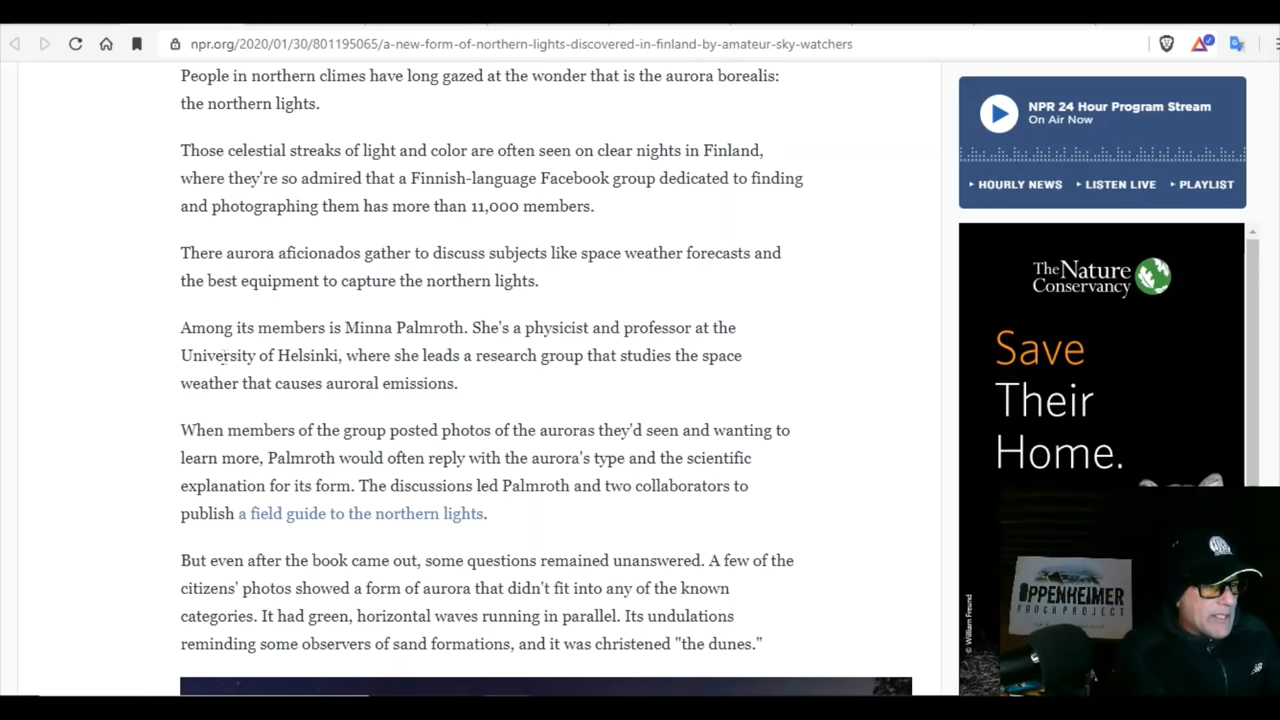 npr.org/2020/01/30/801195065/a-new-form-of-northern-lights-discovered-in-finland-by-amateur-sky-watchers
People in northern climes have long gazed at the wonder that is the aurora borealis:
the northern lights.
Those celestial streaks of light and color are often seen on clear nights in Finland,
where they're so admired that a Finnish-language Facebook group dedicated to finding
and photographing them has more than 11,000 members.
There aurora aficionados gather to discuss subjects like space weather forecasts and
the best equipment to capture the northern lights.
Among its members is Minna Palmroth. She's a physicist and professor at the
University of Helsinki, where she leads a research group that studies the space
weather that causes auroral emissions.
When members of the group posted photos of the auroras they'd seen and wanting to
learn more, Palmroth would often reply with the aurora's type and the scientific
explanation for its form. The discussions led Palmroth and two collaborators to
publish a field guide to the northern lights.
But even after the book came out, some questions remained unanswered. A few of the
citizens' photos showed a form of aurora that didn't fit into any of the known
categories. It had green, horizontal waves running in parallel. Its undulations
reminding some observers of sand formations, and it was christened "the dunes."
NPR 24 Hour Program Stream
On Air Now
HOURLY NEWS
LISTEN LIVE
PLAYLIST
The Nature
Conservancy
Save
Their
Home.
© William Freund
OPPENHEIMER